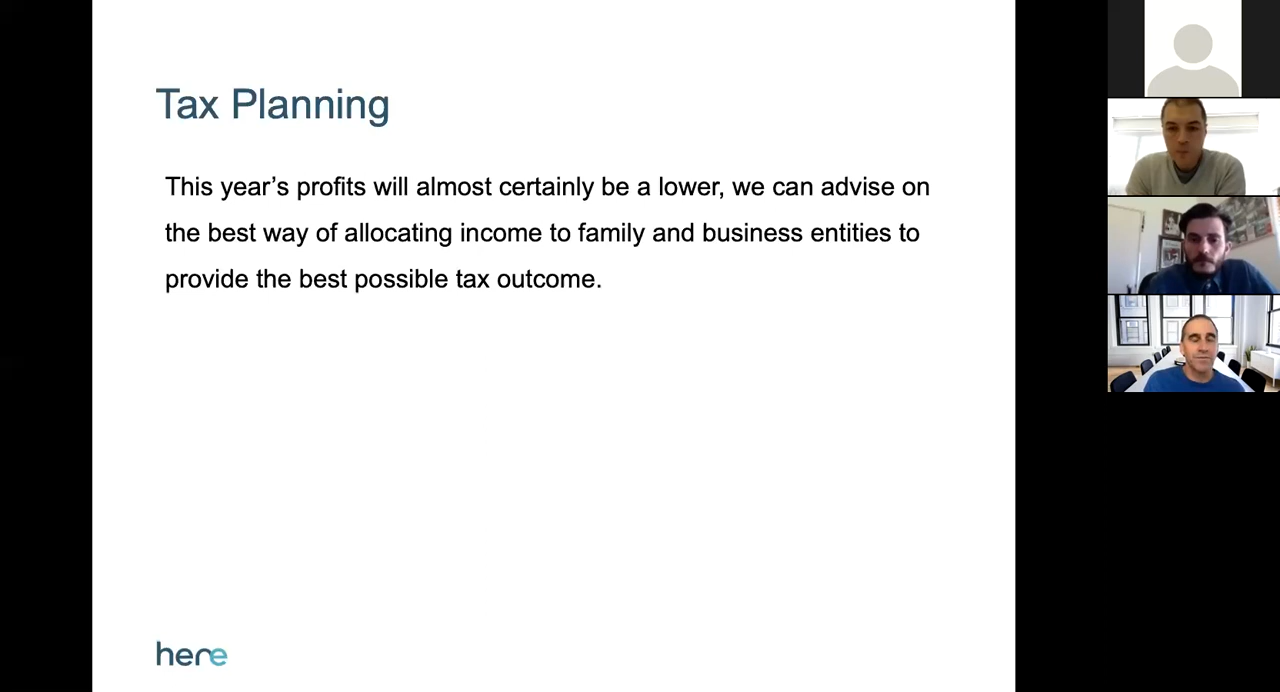 Tax Planning
This year’s profits will almost certainly be a lower, we can advise on
the best way of allocating income to family and business entities to
provide the best possible tax outcome.
here